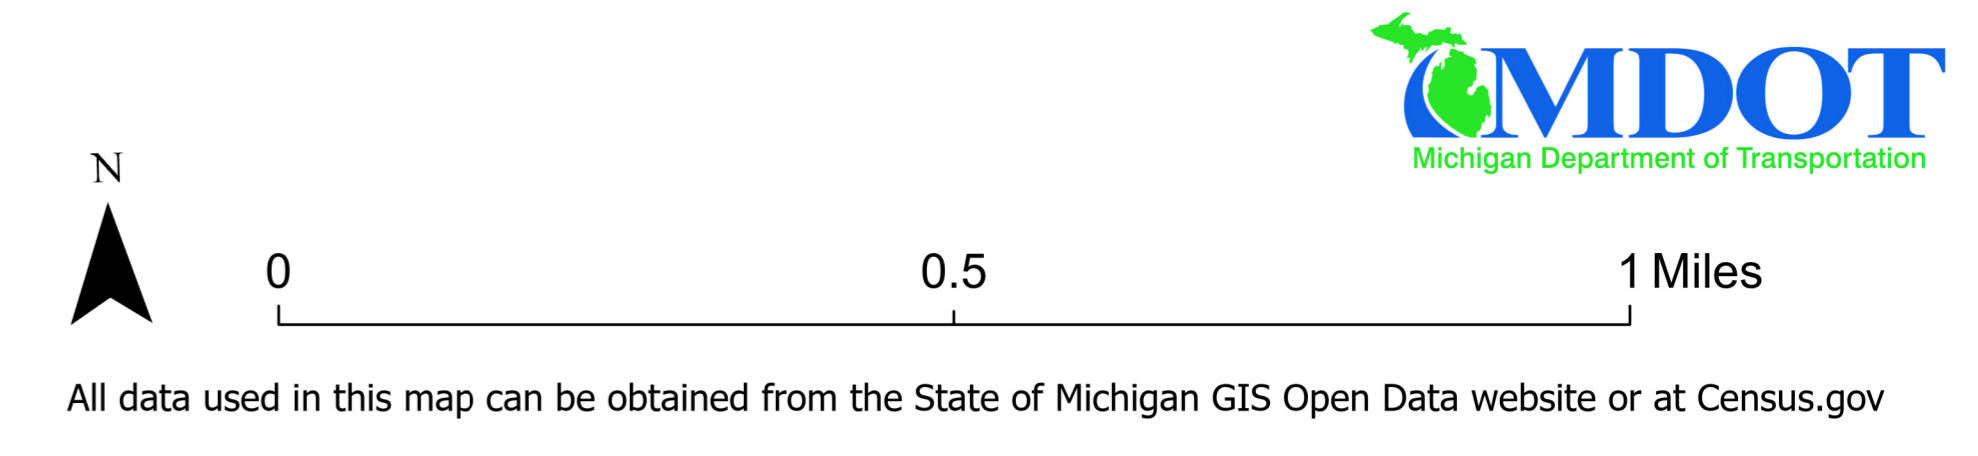 MDOT
Michigan Department of Transportation
N
0 0.5 1 Miles
All data used in this map can be obtained from the State of Michigan GIS Open Data website or at Census.gov